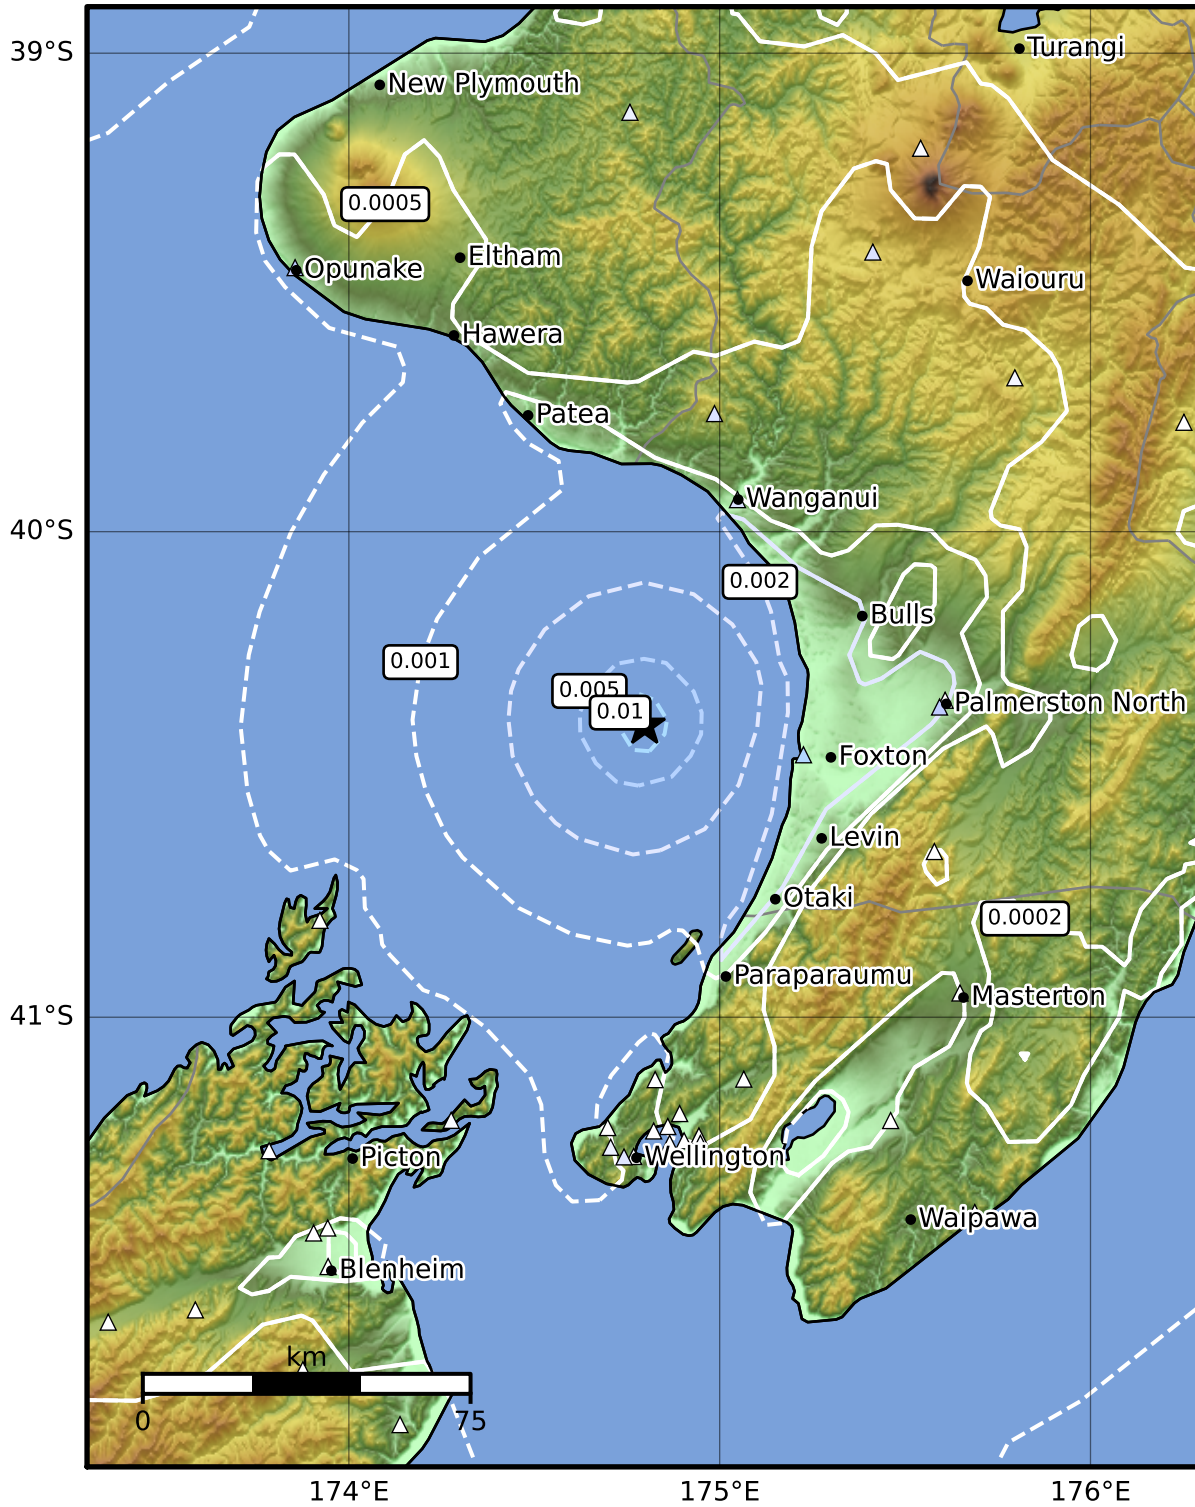 39°S
Turangi
New Plymouth
0.0005
Eltham
Opunake
Waiouru
Hawera
Patea
Wanganui
40°S
0.002
Bulls
0.001
0.005
Palmerston North
0.01
Foxton
Levin
Otaki
0.0002
Paraparaumu
Masterton
41°S
Picton
Wellington
Waipawa
Blenheim
km
0
75
174°E
175°E
176°E